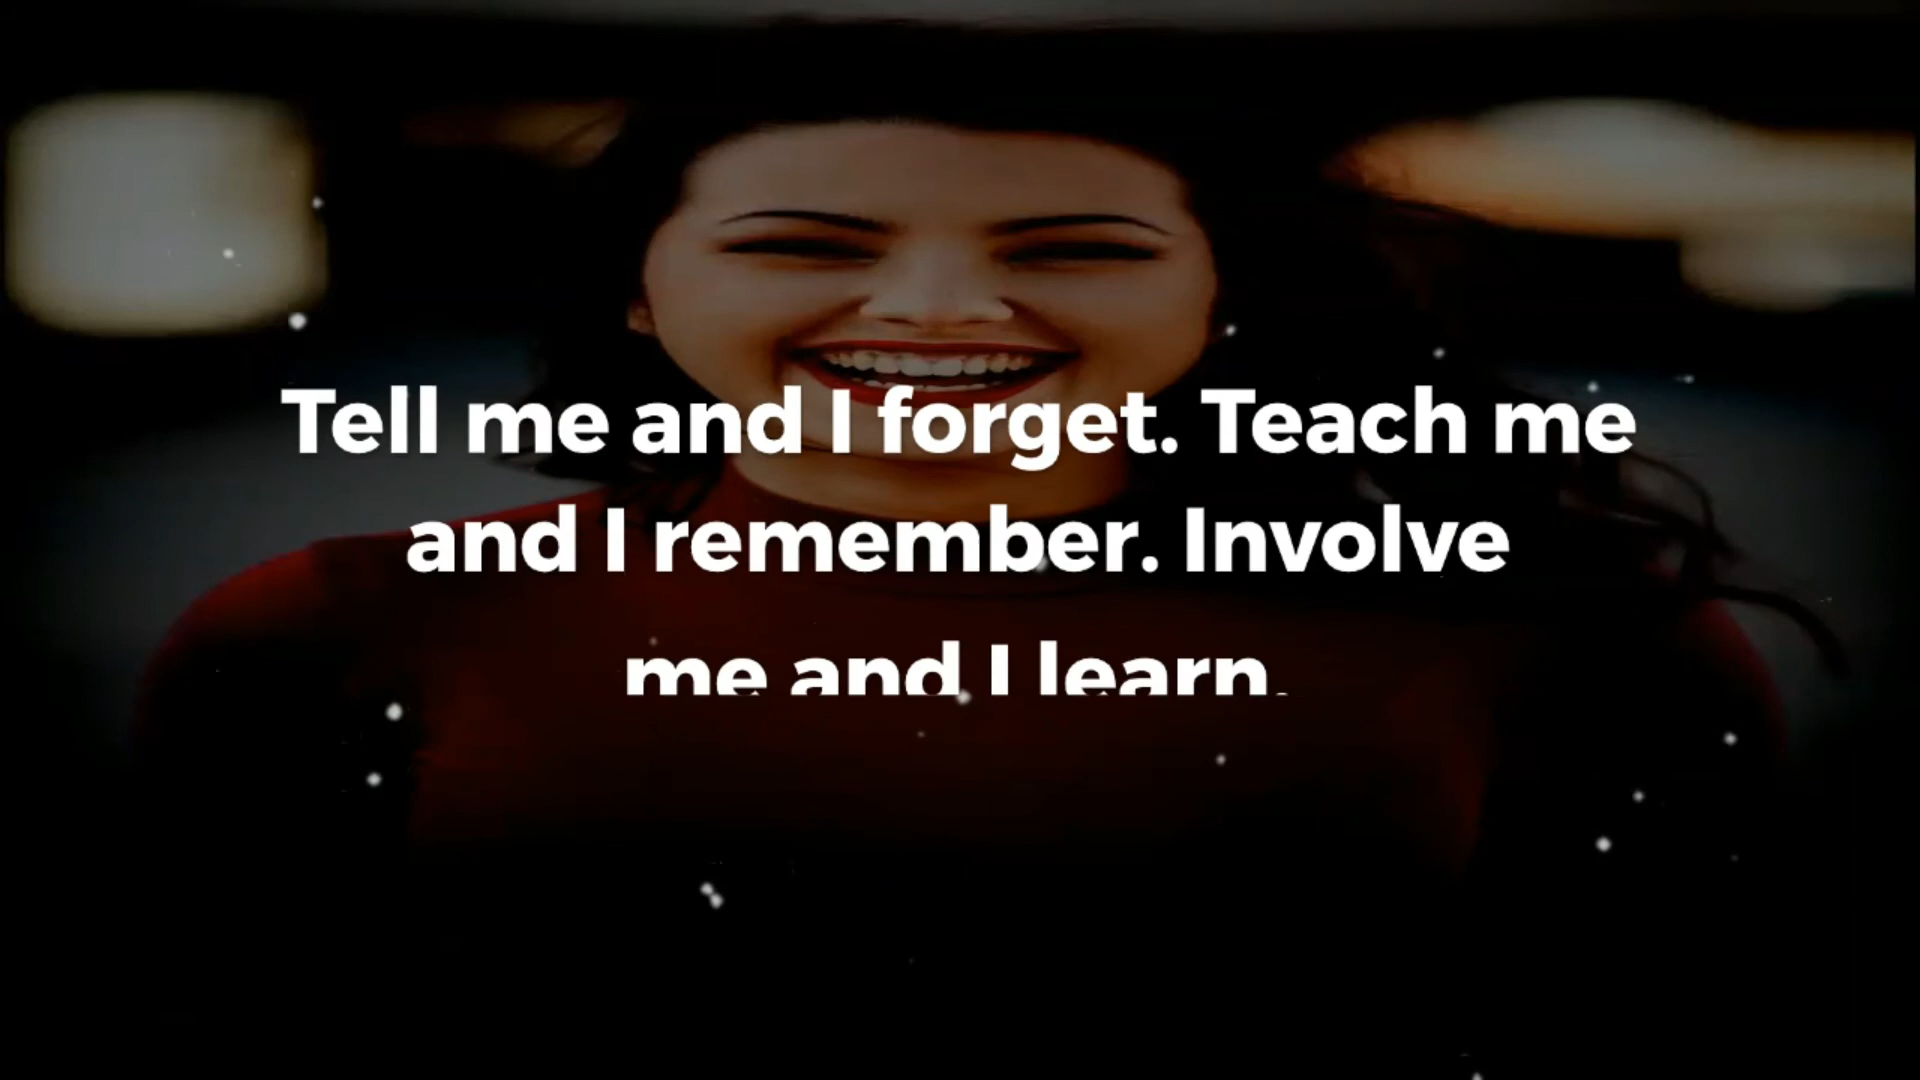 Tell me and I forget. Teach me
and I remember. Involve
me and I learn.